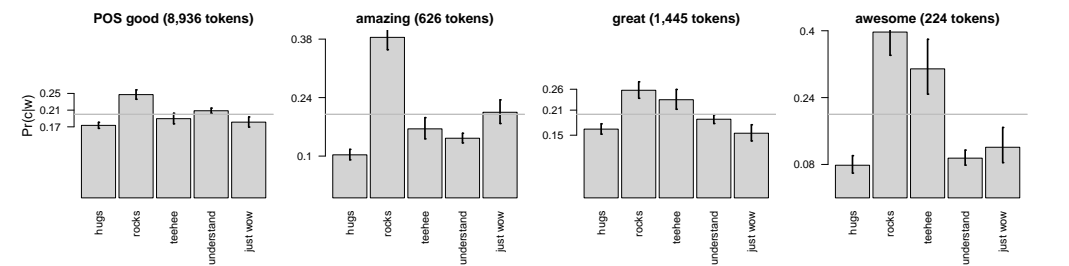 POS good (8,936 tokens)
Pr(c|w)
0.25
0.21
0.17
hugs
rocks
teehee
understand
just wow
amazing (626 tokens)
0.38
0.24
0.1
hugs
rocks
teehee
understand
just wow
great (1,445 tokens)
0.26
0.21
0.15
hugs
rocks
teehee
understand
just wow
awesome (224 tokens)
0.4
0.24
0.08
hugs
rocks
teehee
understand
just wow